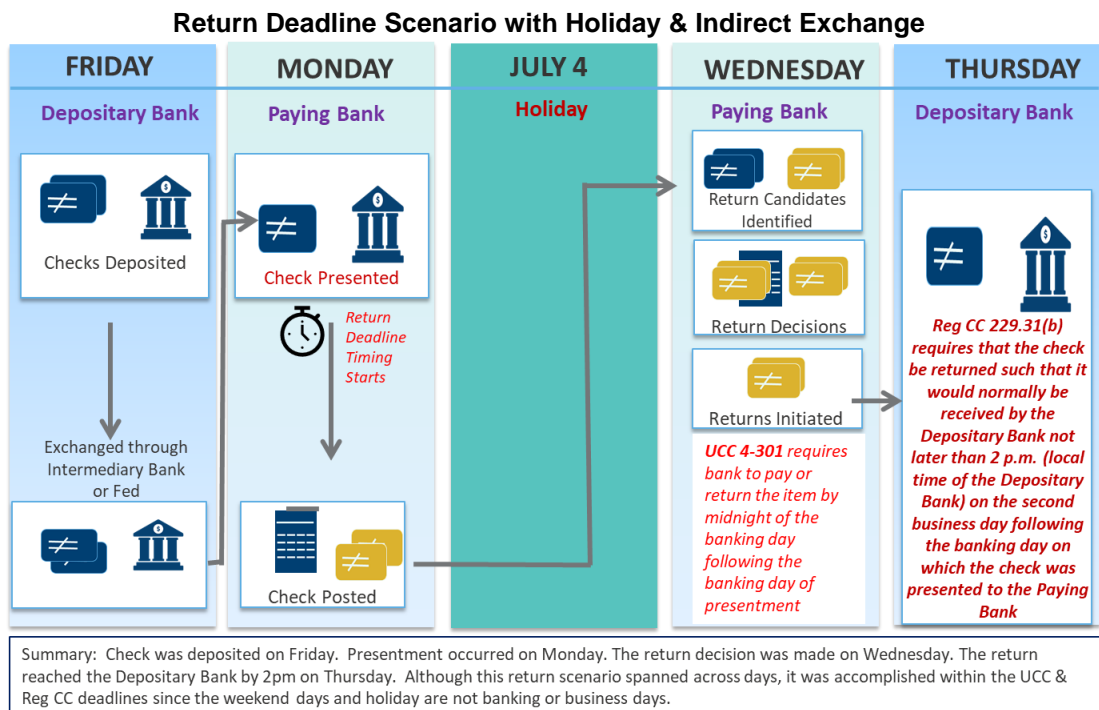 Return Deadline Scenario with Holiday & Indirect Exchange
FRIDAY
Depositary Bank
Checks Deposited
Exchanged through
Intermediary Bank
or Fed
MONDAY
Paying Bank
Check Presented
Return
Deadline
Timing
Starts
Check Posted
JULY 4
Holiday
WEDNESDAY
Paying Bank
Return Candidates
Identified
Return Decisions
Returns Initiated
UCC 4-301 requires
bank to pay or
return the item by
midnight of the
banking day
following the
banking day of
presentment
THURSDAY
Depositary Bank
Reg CC 229.31(b)
requires that the check
be returned such that it
would normally be
received by the
Depositary Bank not
later than 2 p.m. (local
time of the Depositary
Bank) on the second
business day following
the banking day on
which the check was
presented to the Paying
Bank
Summary: Check was deposited on Friday. Presentment occurred on Monday. The return decision was made on Wednesday. The return
reached the Depositary Bank by 2pm on Thursday. Although this return scenario spanned across days, it was accomplished within the UCC &
Reg CC deadlines since the weekend days and holiday are not banking or business days.